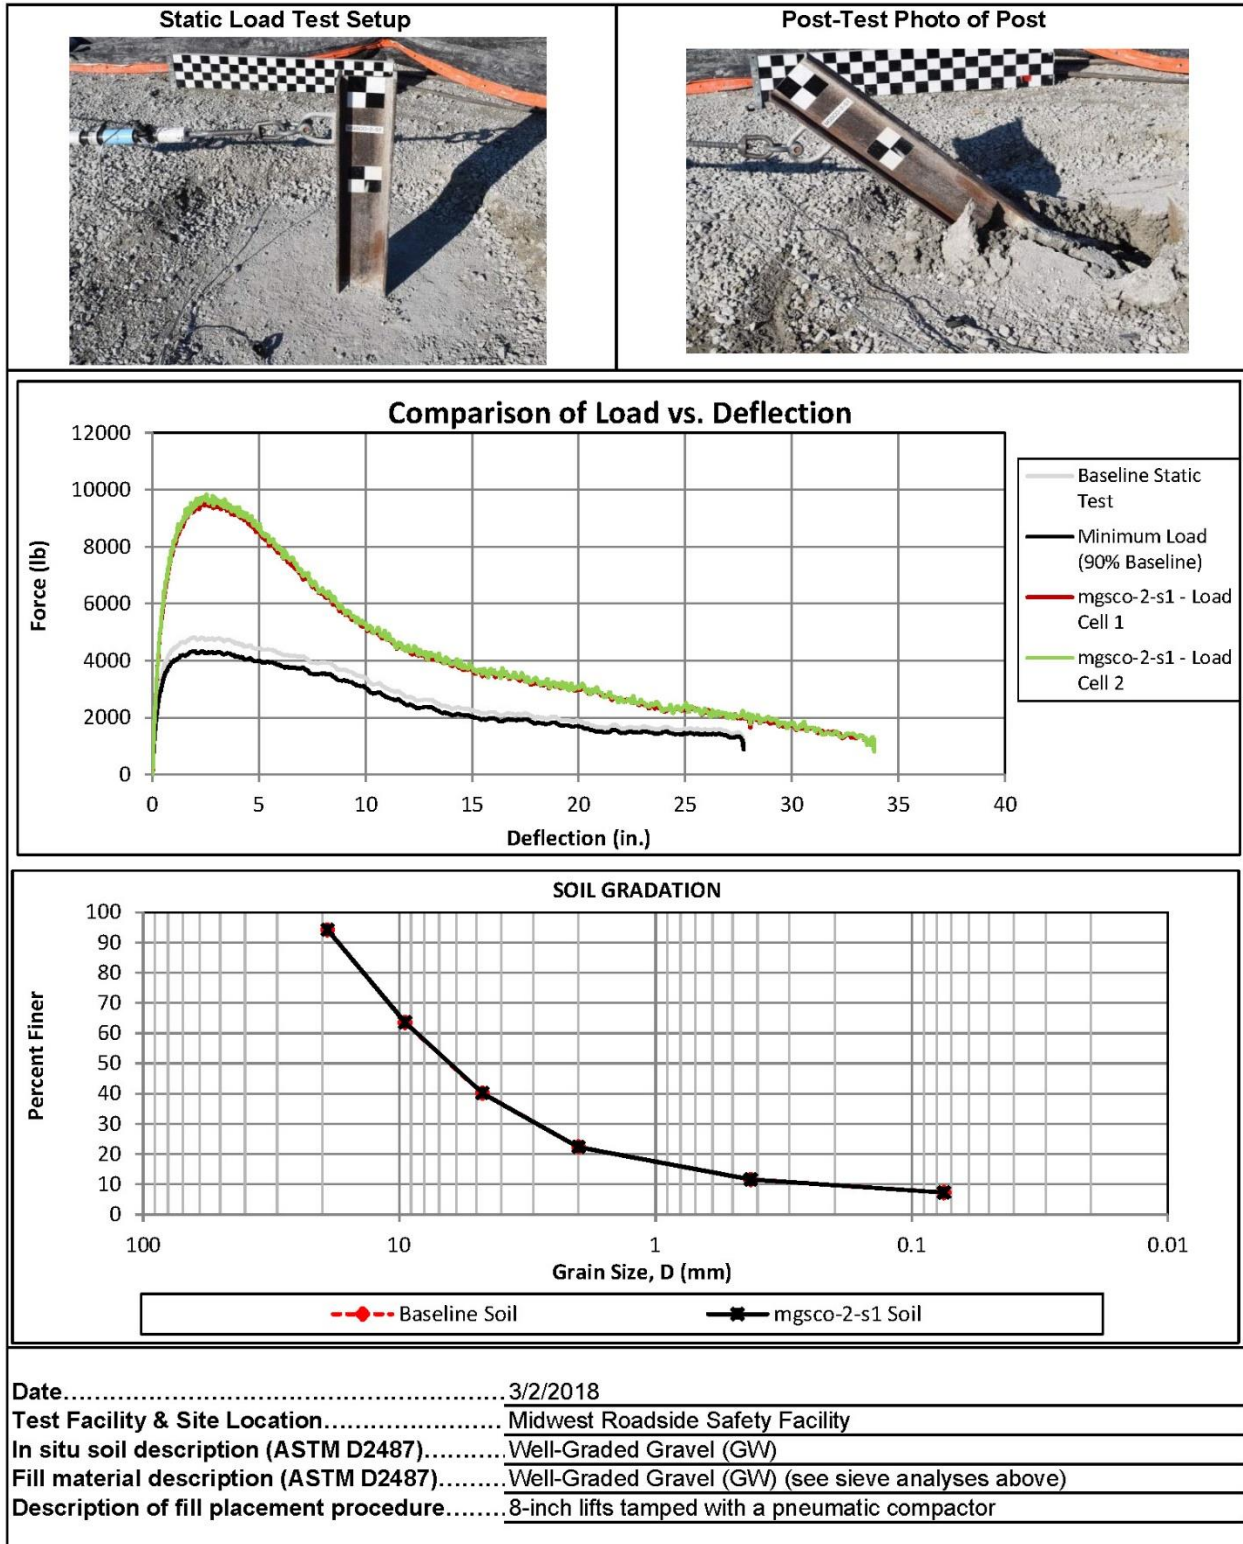 Static Load Test Setup
Post-Test Photo of Post
Comparison of Load vs. Deflection
Force (lb)
12000
10000
8000
6000
4000
2000
0
0 5 10 15 20 25 30 35 40
Deflection (in.)
Baseline Static
Test
Minimum Load
(90% Baseline)
mgsco-2-s1 - Load
Cell 1
mgsco-2-s1 - Load
Cell 2
SOIL GRADATION
Percent Finer
100
90
80
70
60
50
40
30
20
10
0
100 10 1 0.1 0.01
Grain Size, D (mm)
Baseline Soil mgsco-2-s1 Soil
Date.................................................... 3/2/2018
Test Facility & Site Location..................... Midwest Roadside Safety Facility
In situ soil description (ASTM D2487)....... Well-Graded Gravel (GW)
Fill material description (ASTM D2487)..... Well-Graded Gravel (GW) (see sieve analyses above)
Description of fill placement procedure....... 8-inch lifts tamped with a pneumatic compactor